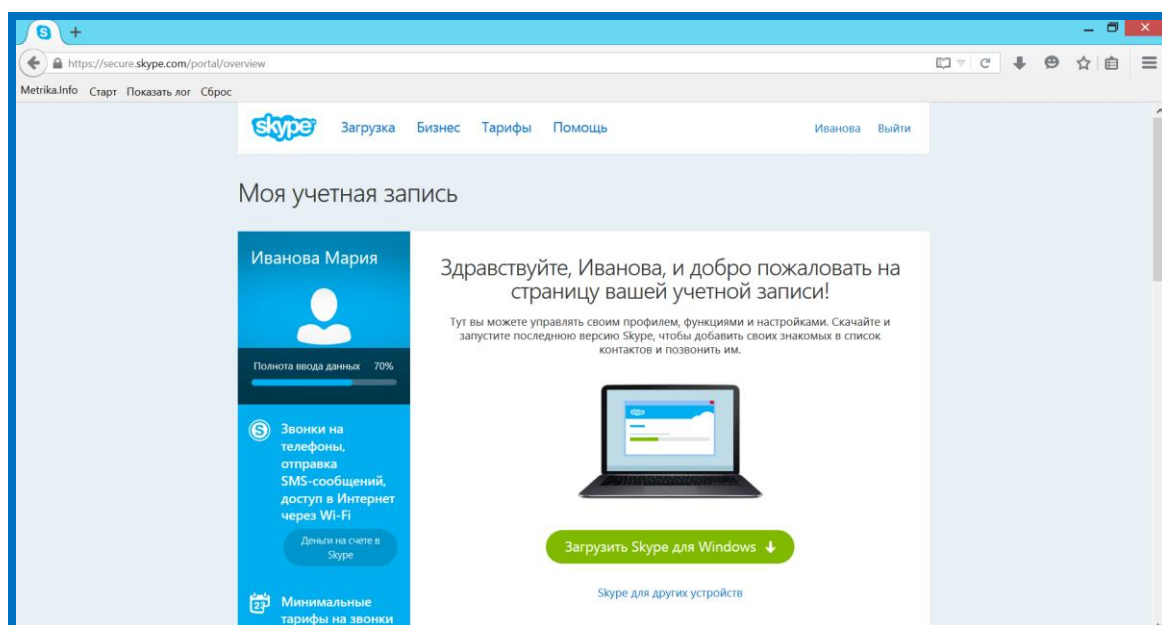 S +
https://secure.skype.com/portal/overview
Metrika.Info Старт Показать лог Сброс
skype Загрузка Бизнес Тарифы Помощь Иванова Выйти
Моя учетная запись
Иванова Мария
Полнота ввода данных 70%
S Звонки на
телефоны,
отправка
SMS-сообщений,
доступ в Интернет
через Wi-Fi
Деньги на счете в
Skype
23 Минимальные
тарифы на звонки
Здравствуйте, Иванова, и добро пожаловать на
страницу вашей учетной записи!
Тут вы можете управлять своим профилем, функциями и настройками. Скачайте и
запустите последнюю версию Skype, чтобы добавить своих знакомых в список
контактов и позвонить им.
skype
Загрузить Skype для Windows
Skype для других устройств